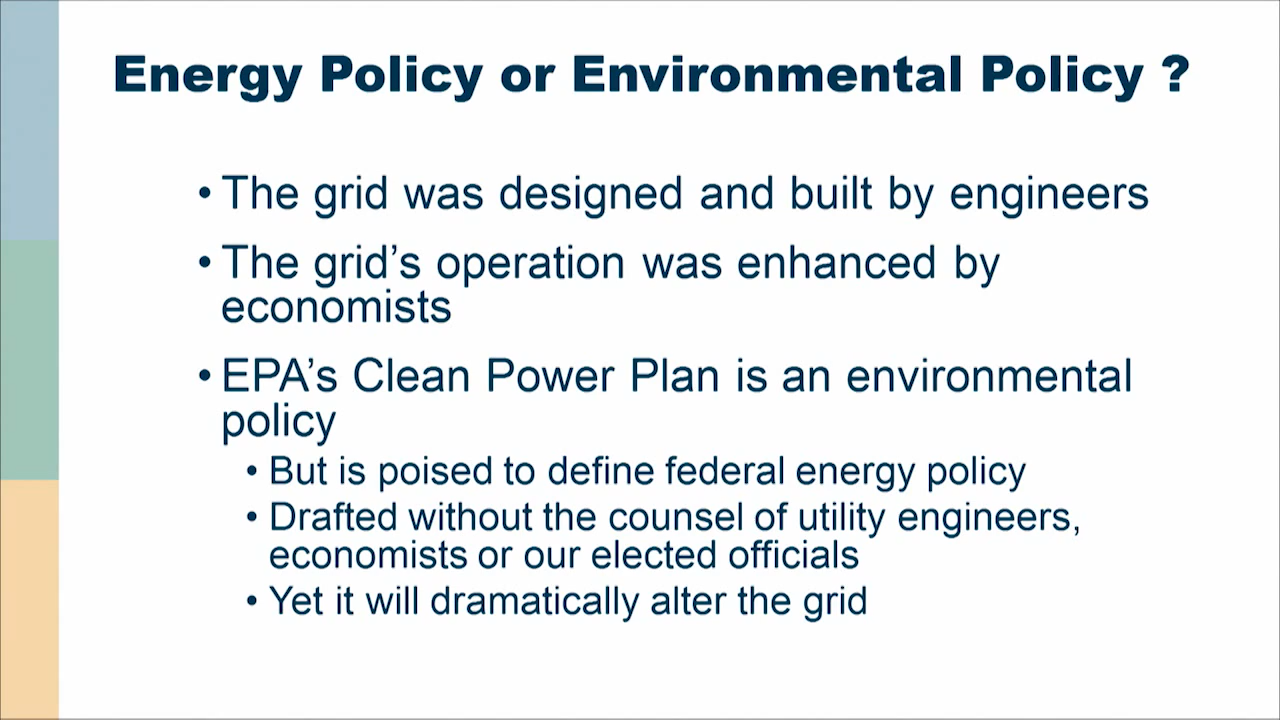 Energy Policy or Environmental Policy ?
• The grid was designed and built by engineers
• The grid’s operation was enhanced by
economists
• EPA’s Clean Power Plan is an environmental
policy
• But is poised to define federal energy policy
• Drafted without the counsel of utility engineers,
economists or our elected officials
• Yet it will dramatically alter the grid